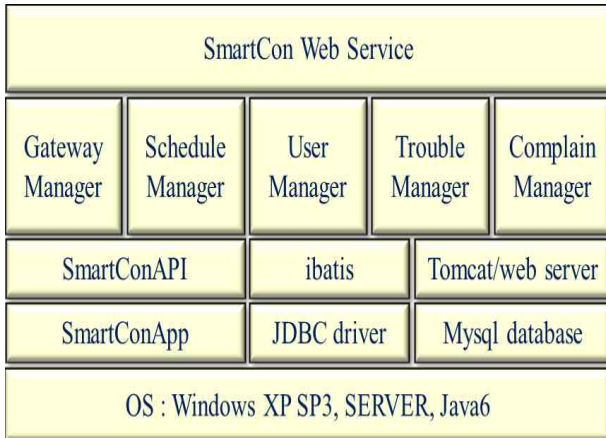 SmartCon Web Service
Gateway
Manager
Schedule
Manager
User
Manager
Trouble
Manager
Complain
Manager
SmartConAPI
ibatis
Tomcat/web server
SmartConApp
JDBC driver
Mysql database
OS : Windows XP SP3, SERVER, Java6